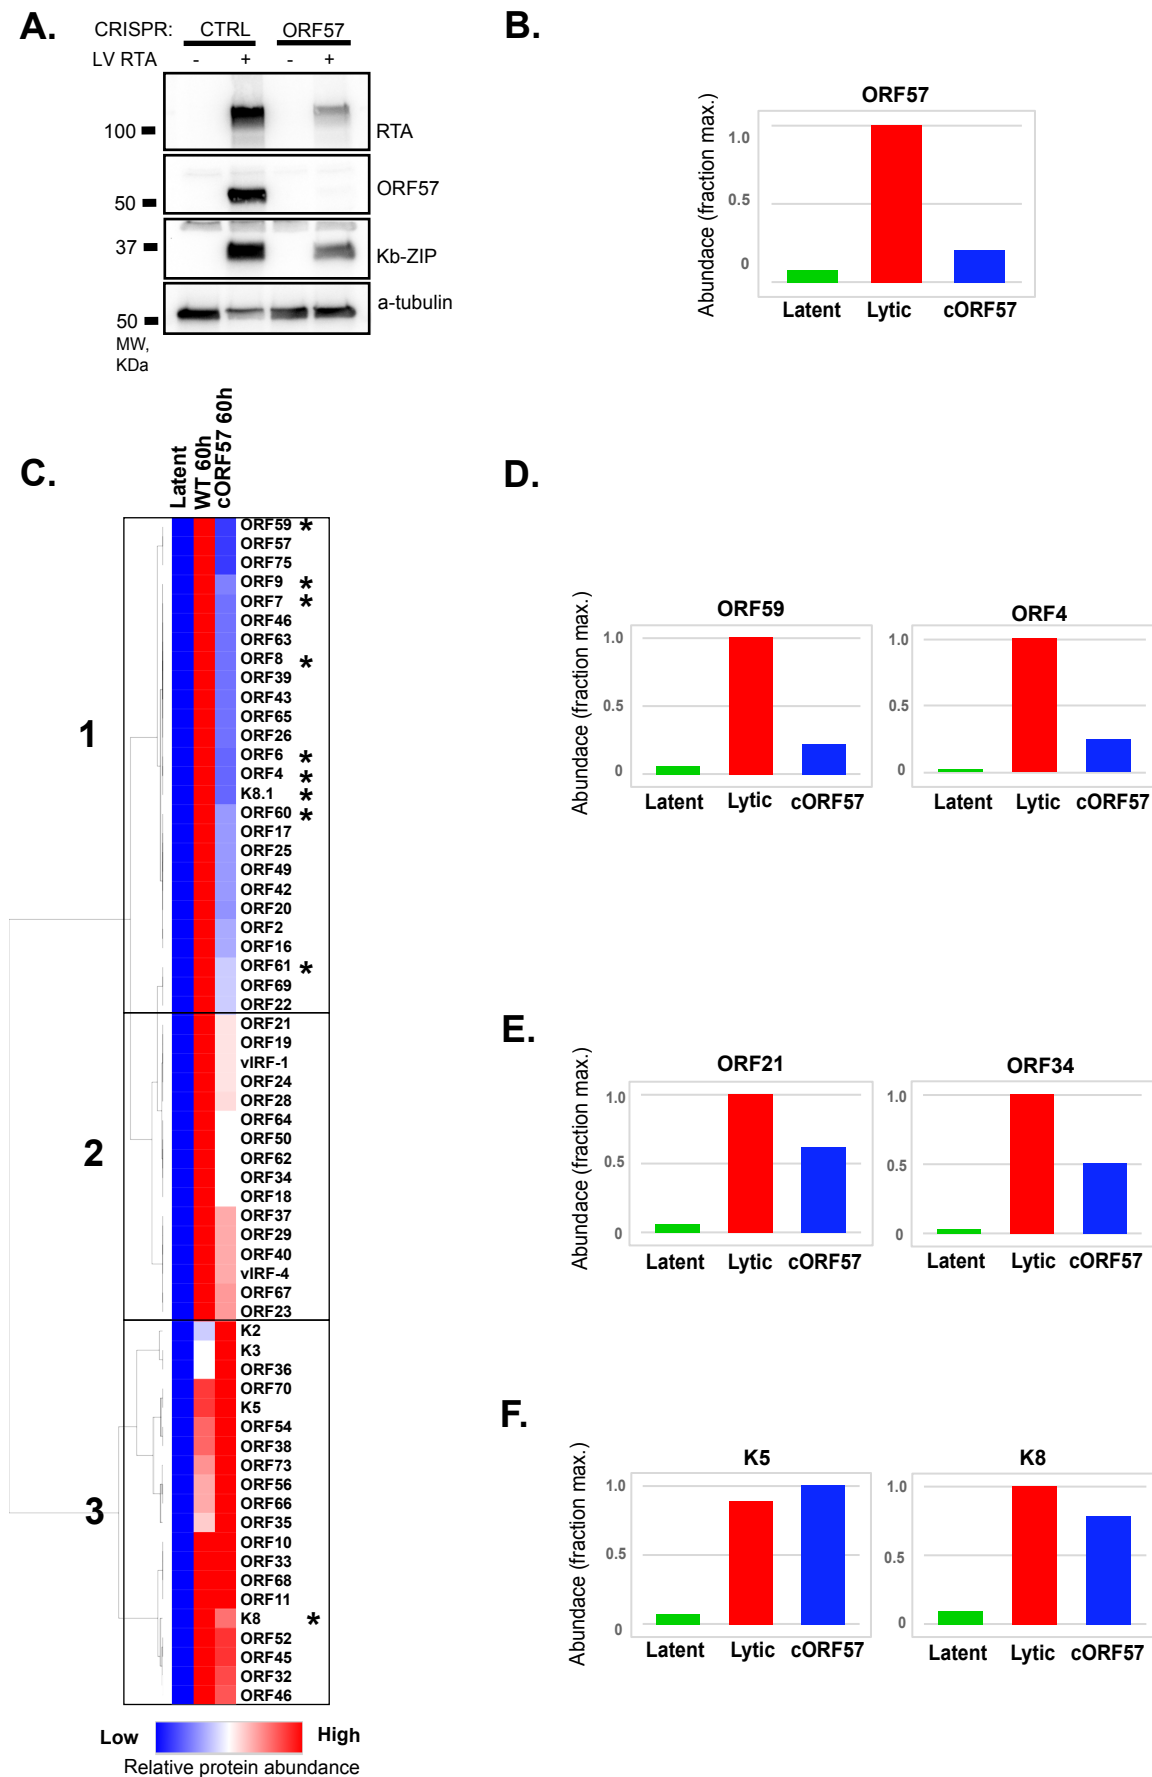 A.
CRISPR: CTRL ORF57
LV RTA - + - +
100 RTA
50 ORF57
37 Kb-ZIP
50 a-tubulin
MW,
KDa
B.
ORF57
Abundace (fraction max.)
1.0
0.5
0
Latent Lytic cORF57
C.
Latent
WT 60h
cORF57 60h
1
ORF59 *
ORF57
ORF75
ORF9 *
ORF7 *
ORF46
ORF63
ORF8 *
ORF39
ORF43
ORF65
ORF26
ORF6 *
ORF4 *
K8.1 *
ORF60 *
ORF17
ORF25
ORF49
ORF42
ORF20
ORF2
ORF16
ORF61 *
ORF69
ORF22
2
ORF21
ORF19
vIRF-1
ORF24
ORF28
ORF64
ORF50
ORF62
ORF34
ORF18
ORF37
ORF29
ORF40
vIRF-4
ORF67
ORF23
3
K2
K3
ORF36
ORF70
K5
ORF54
ORF38
ORF73
ORF56
ORF66
ORF35
ORF10
ORF33
ORF68
ORF11
K8 *
ORF52
ORF45
ORF32
ORF46
Low High
Relative protein abundance
D.
ORF59
Abundace (fraction max.)
1.0
0.5
0
Latent Lytic cORF57
ORF4
1.0
0.5
0
Latent Lytic cORF57
E.
ORF21
Abundace (fraction max.)
1.0
0.5
0
Latent Lytic cORF57
ORF34
1.0
0.5
0
Latent Lytic cORF57
F.
K5
Abundace (fraction max.)
1.0
0.5
0
Latent Lytic cORF57
K8
1.0
0.5
0
Latent Lytic cORF57